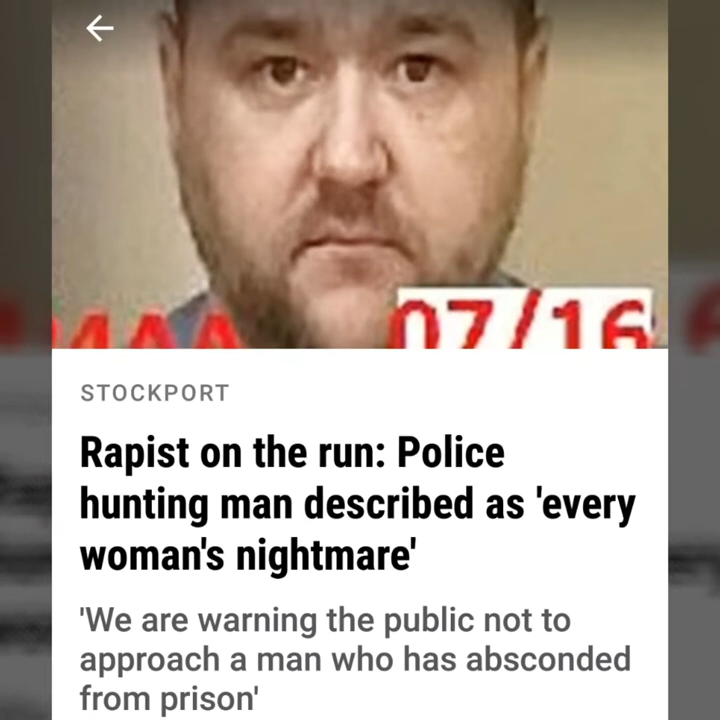 MAA 07/16
STOCKPORT
Rapist on the run: Police
hunting man described as 'every
woman's nightmare'
'We are warning the public not to
approach a man who has absconded
from prison'